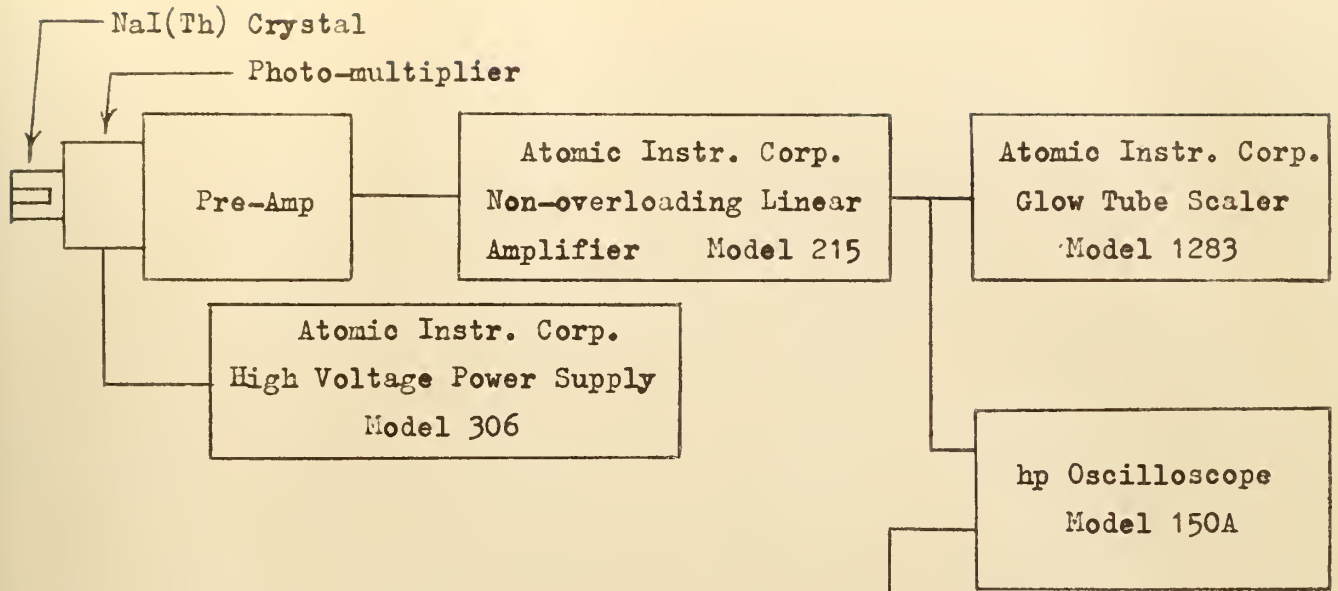 NaI(Th) Crystal
Photo-multiplier
Pre-Amp
Atomic Instr. Corp.
Non-overloading Linear
Amplifier Model 215
Atomic Instr. Corp.
Glow Tube Scaler
Model 1283
Atomic Instr. Corp.
High Voltage Power Supply
Model 306
hp Oscilloscope
Model 150A